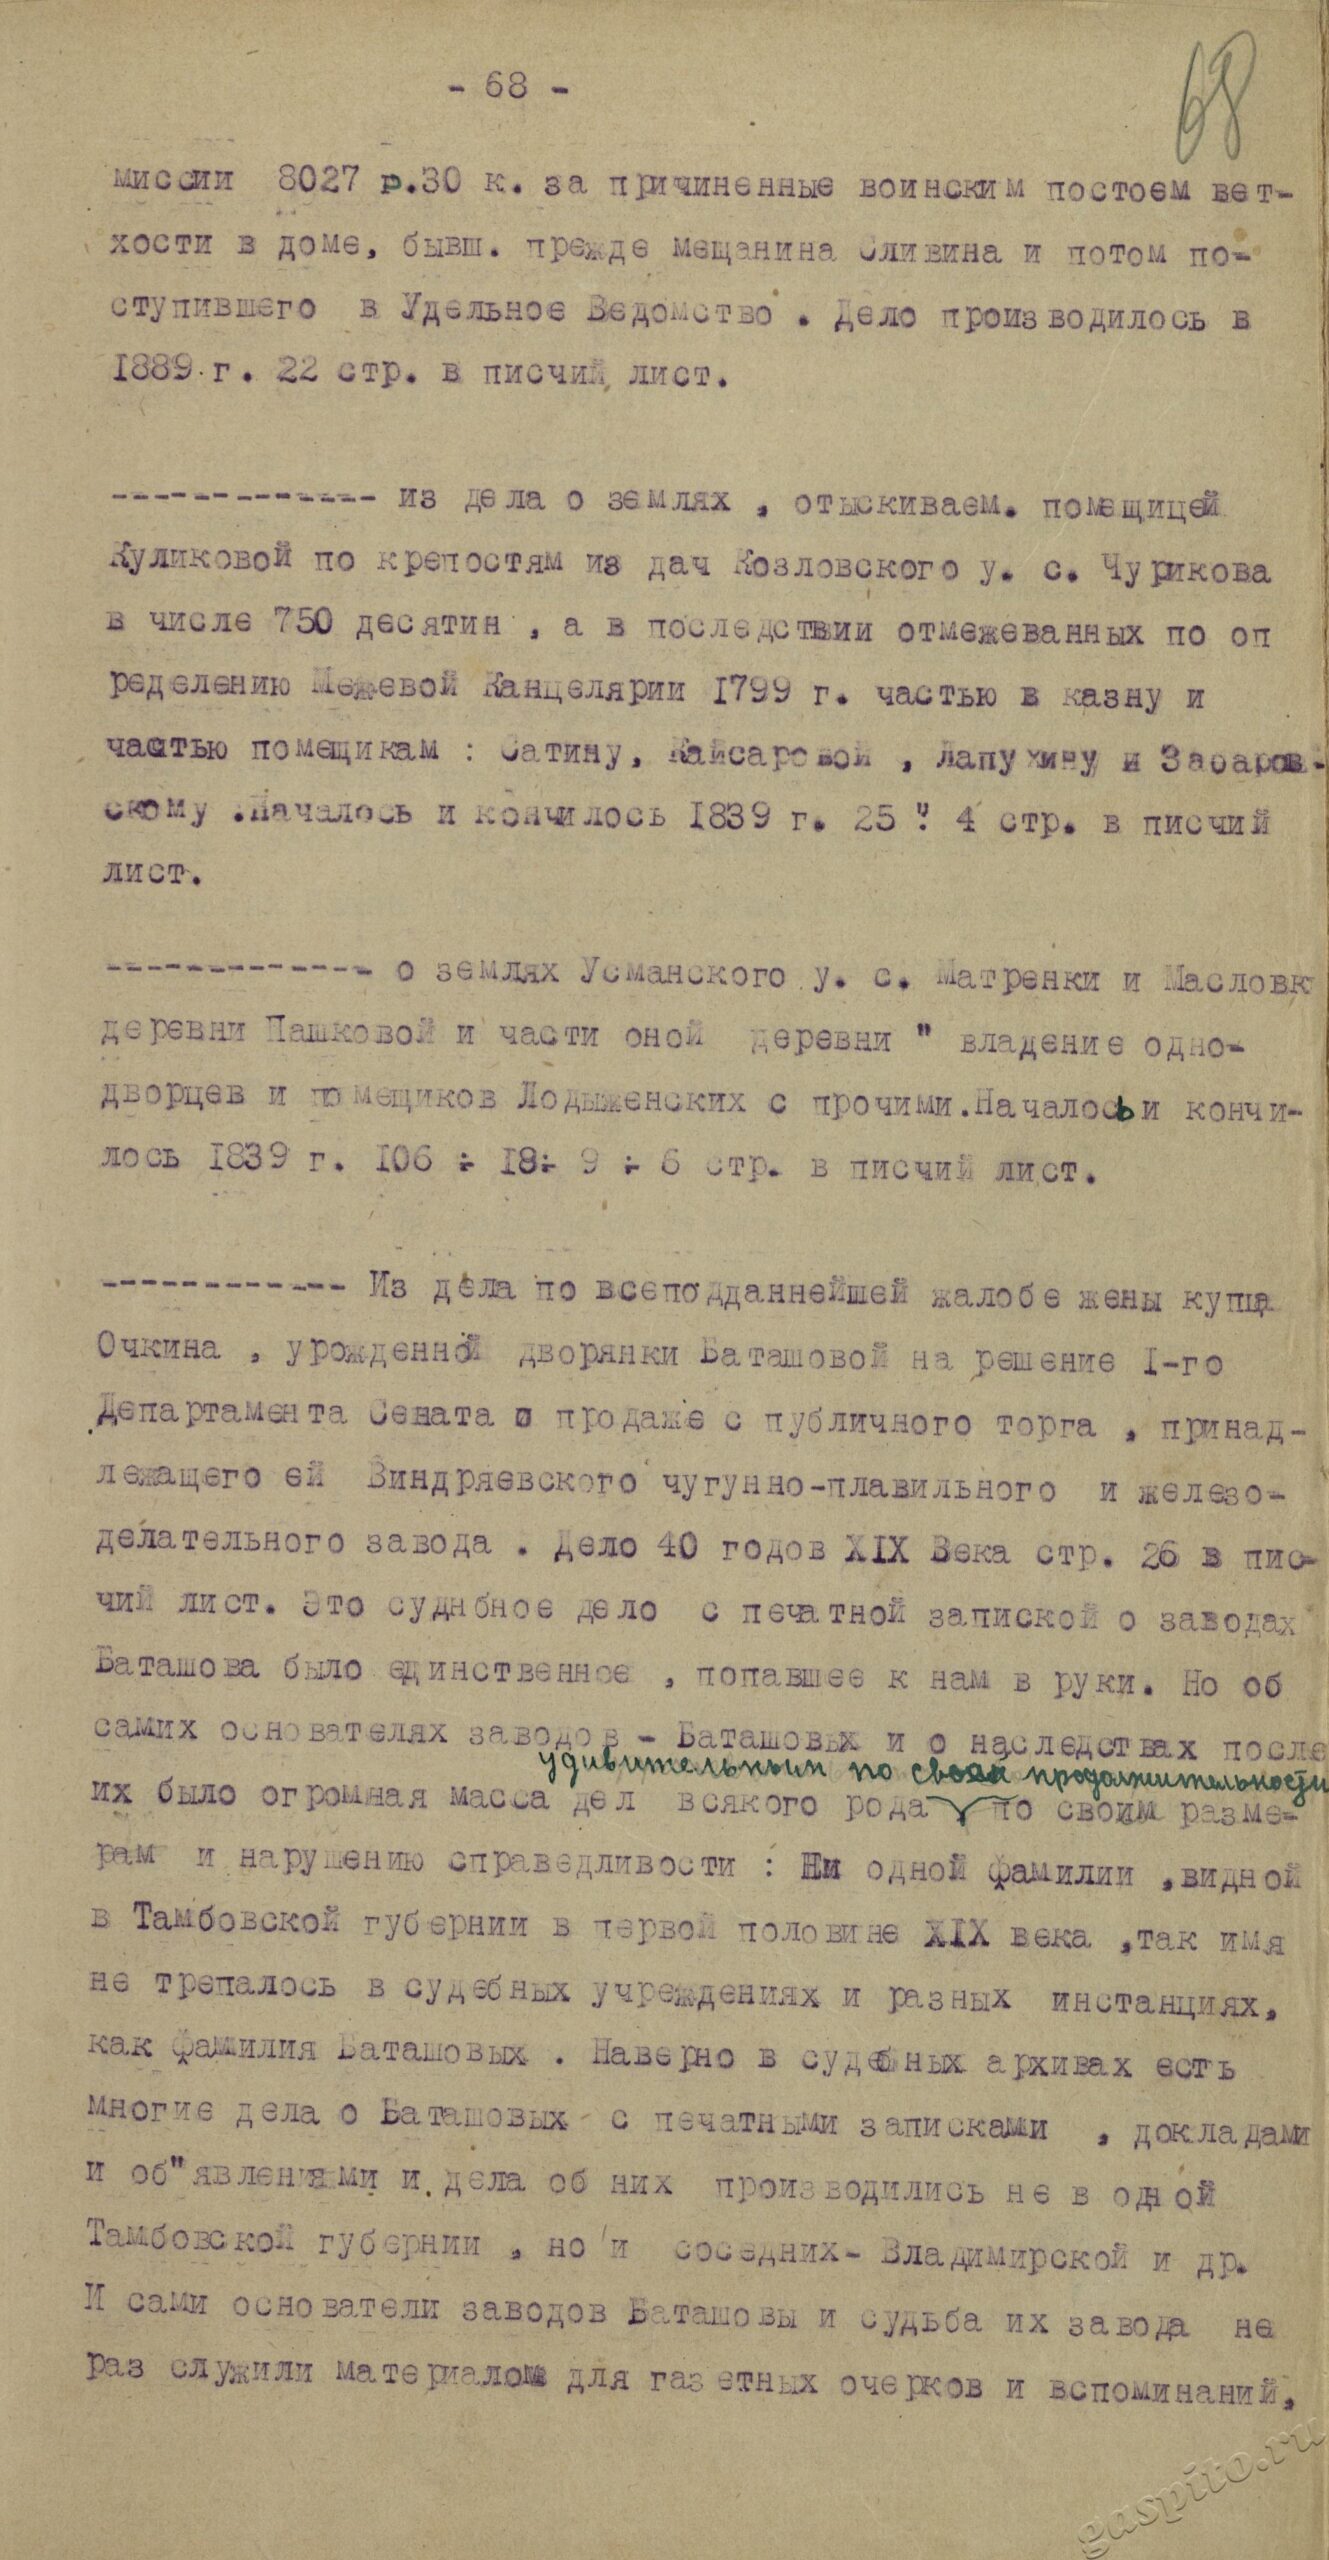 - 68 -
68
миссии 8027 р.30 к. за причиненные воинским постоем вет-
хости в доме, бывш. прежде мещанина Сливина и потом по-
ступившего в Удельное Ведомство . Дело производилось в
1889 г. 22 стр. в писчий лист.
------------- из дела о землях , отыскиваем. помещицей
Куликовой по крепостям из дач Козловского у. с. Чурикова
в числе 750 десятин , а в последствии отмежеванных по оп
ределению Межевой Канцелярии 1799 г. частью в казну и
частью помещикам : Сатину, Кайсаровой , Лапухину и
скому .Началось и кончилось 1839 г. 25 ". 4 стр. в писчий
лист.
------------- о землях Усманского у. с. Матренки и Масловк
деревни Пашковой и части оной деревни " владение одно-
дворцев и помещиков Лодыженских с прочими.Началось и кончи-
лось 1839 г. 106 ÷ 18÷ 9 ÷ 6 стр. в писчий лист.
------------ Из дела по всеподданнейшей жалобе жены купца
Очкина , урожденной дворянки Баташовой на решение I-го
Департамента Сената о продаже с публичного торга , принад-
лежащего ей Виндряевского чугунно-плавильного и железо-
делательного завода . Дело 40 годов XIX Века стр. 26 в пис-
чий лист. Это суднбное дело с печатной запиской о заводах
Баташова было единственное , попавшее к нам в руки. Но об
самих основателях заводов - Баташовых и о наследствах после
удивительным по своей продолжительности
их было огромная масса дел всякого рода по своим разме-
рам и нарушению справедливости : Ни одной фамилии ,видной
в Тамбовской губернии в первой половине XIX века ,так имя
не трепалось в судебных учреждениях и разных инстанциях,
как фамилия Баташовых . Наверно в судебных архивах есть
многие дела о Баташовых с печатными записками , докладами
и об"явлениями и дела об них производились не в одной
Тамбовской губернии , но и соседних- Владимирской и др.
И сами основатели заводов Баташовы и судьба их завода не
раз служили материалом для газетных очерков и вспоминаний,
gaspito.ru